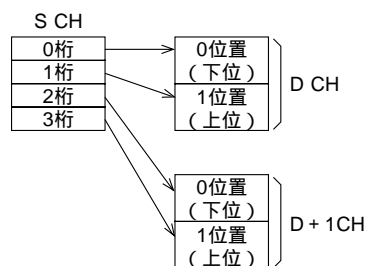 S CH
0桁
1桁
2桁
3桁
0位置
(下位)
1位置
(上位)
D CH
0位置
(下位)
1位置
(上位)
D + 1CH